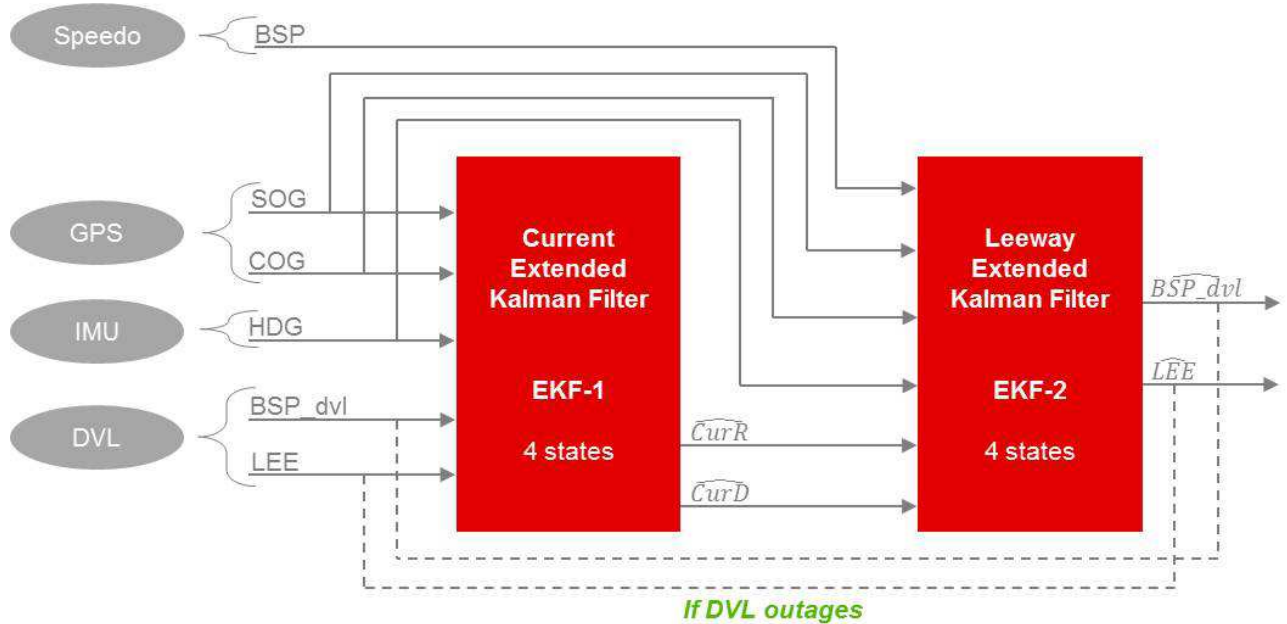 Speedo
BSP
GPS
SOG
COG
IMU
HDG
DVL
BSP_dvl
LEE
Current
Extended
Kalman Filter
EKF-1
4 states
CurR
CurD
Leeway
Extended
Kalman Filter
EKF-2
4 states
BSP_dvl
LEE
If DVL outages